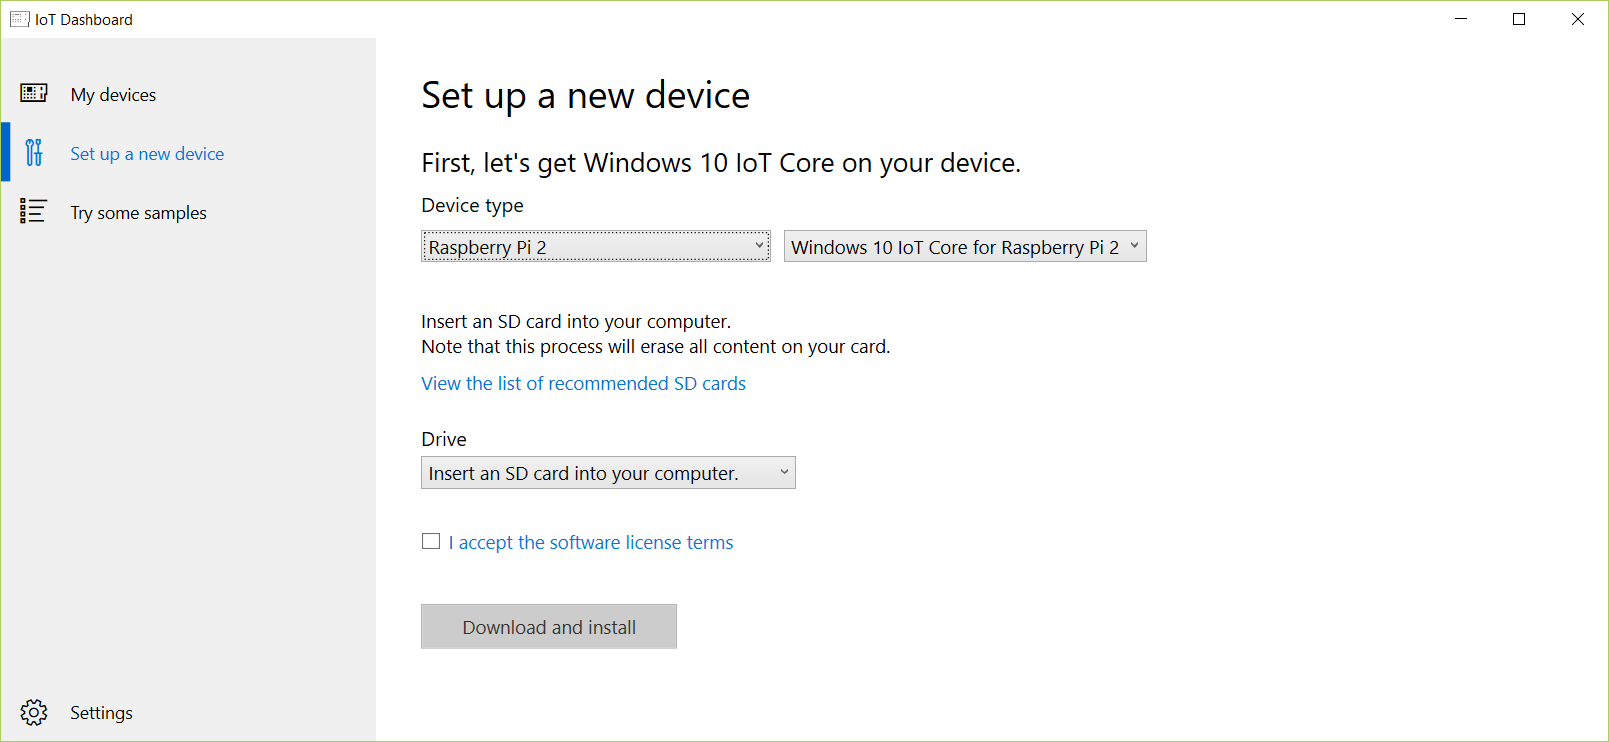 IoT Dashboard
My devices
Set up a new device
Try some samples
Settings
Set up a new device
First, let's get Windows 10 IoT Core on your device.
Device type
Raspberry Pi 2
Windows 10 IoT Core for Raspberry Pi 2
Insert an SD card into your computer.
Note that this process will erase all content on your card.
View the list of recommended SD cards
Drive
Insert an SD card into your computer.
I accept the software license terms
Download and install